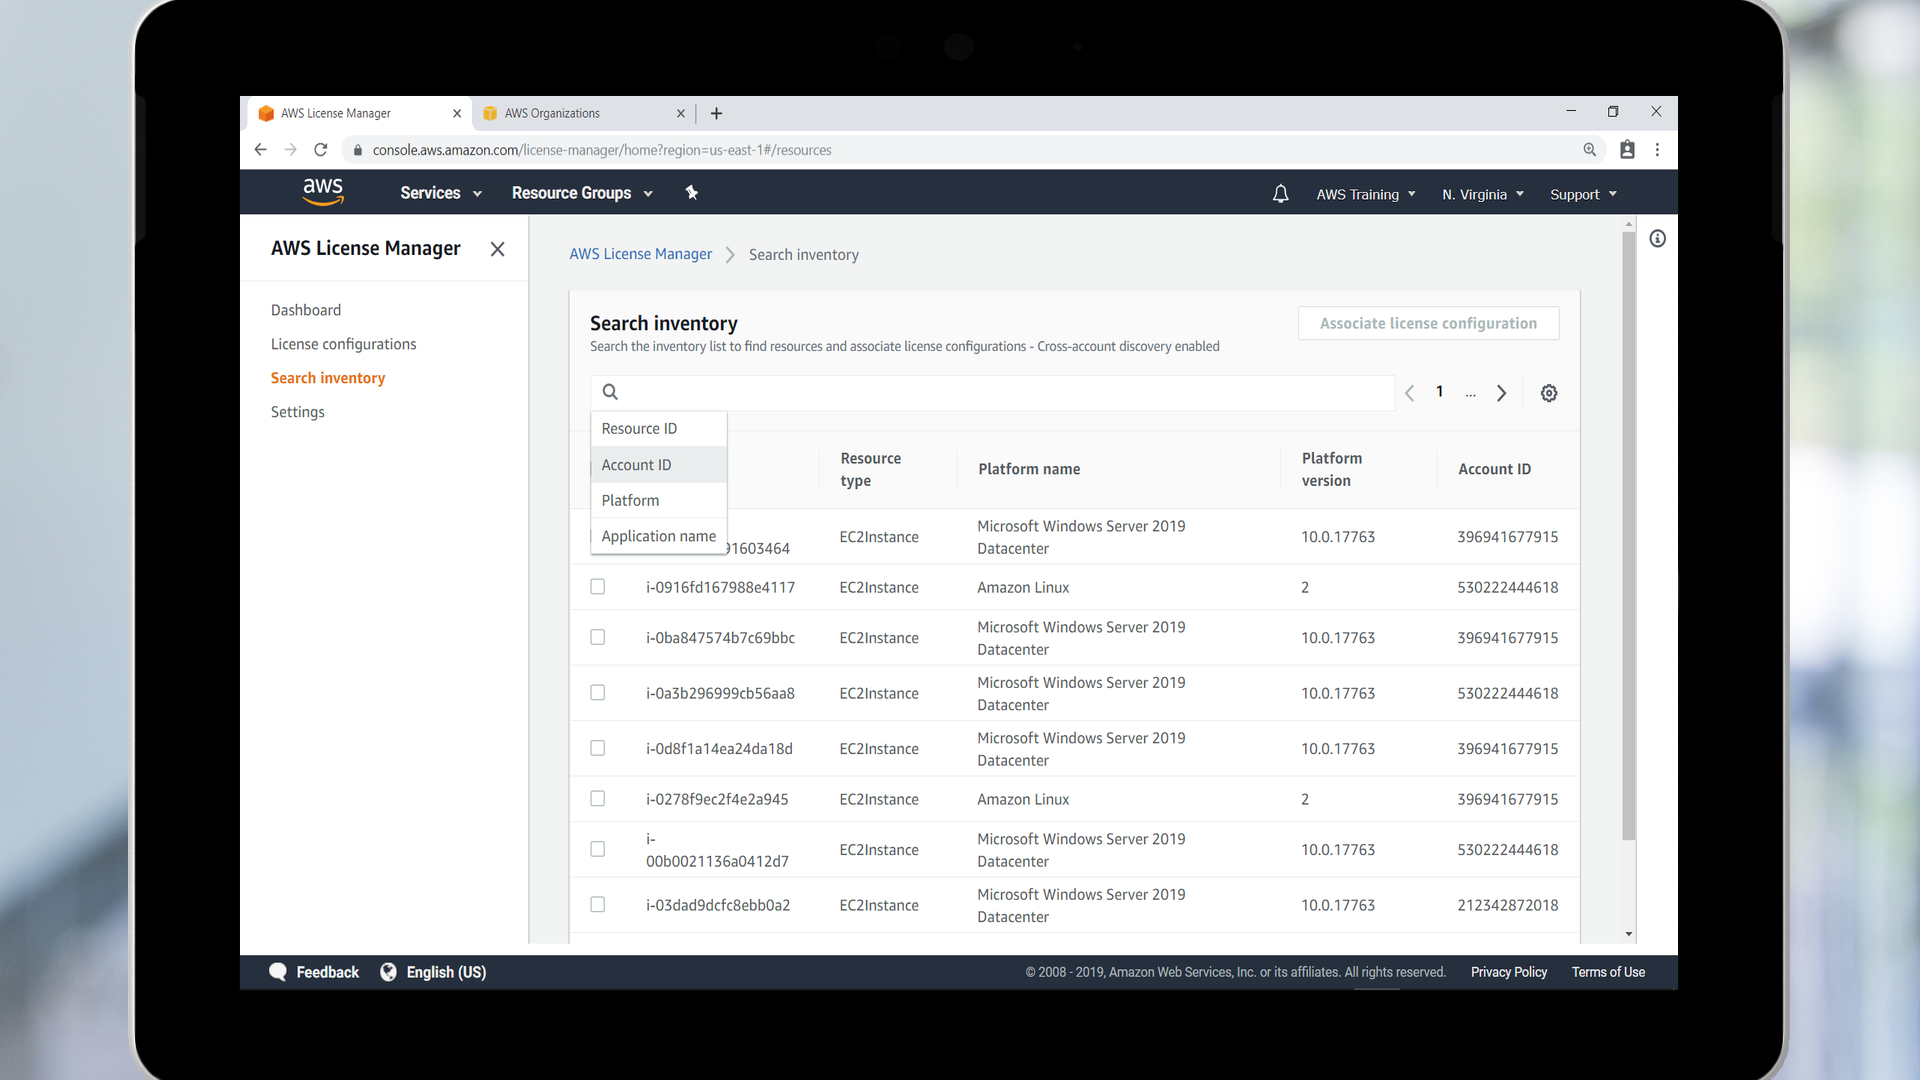 AWS License Manager
AWS Organizations
console.aws.amazon.com/license-manager/home?region=us-east-1#/resources
aws
Services
Resource Groups
AWS Training
N. Virginia
Support
AWS License Manager
Dashboard
License configurations
Search inventory
Settings
AWS License Manager
Search inventory
Search inventory
Search the inventory list to find resources and associate license configurations - Cross-account discovery enabled
Associate license configuration
1 ...
Resource ID
Account ID
Platform
Application name
Resource type
Platform name
Platform version
Account ID
91603464 EC2Instance Microsoft Windows Server 2019 Datacenter 10.0.17763 396941677915
i-0916fd167988e4117 EC2Instance Amazon Linux 2 530222444618
i-0ba847574b7c69bbc EC2Instance Microsoft Windows Server 2019 Datacenter 10.0.17763 396941677915
i-0a3b296999cb56aa8 EC2Instance Microsoft Windows Server 2019 Datacenter 10.0.17763 530222444618
i-0d8f1a14ea24da18d EC2Instance Microsoft Windows Server 2019 Datacenter 10.0.17763 396941677915
i-0278f9ec2f4e2a945 EC2Instance Amazon Linux 2 396941677915
i-00b0021136a0412d7 EC2Instance Microsoft Windows Server 2019 Datacenter 10.0.17763 530222444618
i-03dad9dcfc8ebb0a2 EC2Instance Microsoft Windows Server 2019 Datacenter 10.0.17763 212342872018
Feedback
English (US)
© 2008 - 2019, Amazon Web Services, Inc. or its affiliates. All rights reserved.
Privacy Policy
Terms of Use